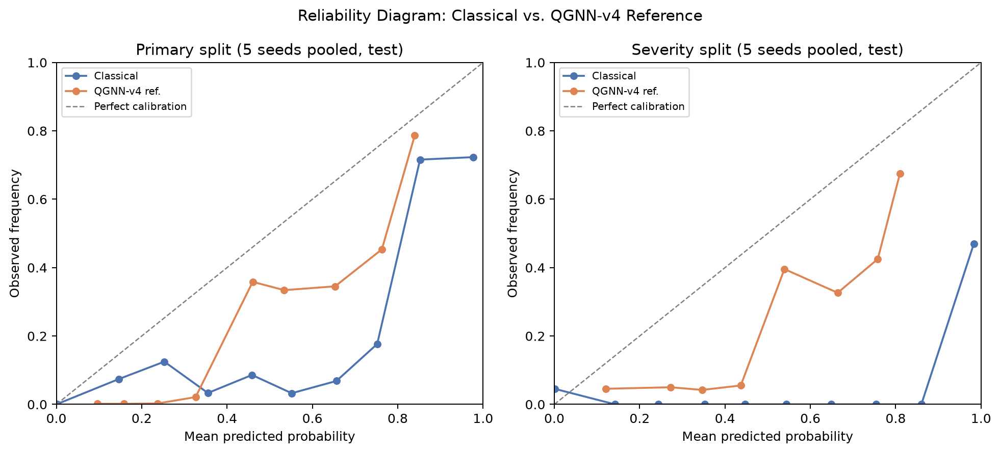 Reliability Diagram: Classical vs. QGNN-v4 Reference
Primary split (5 seeds pooled, test)
Classical
QGNN-v4 ref.
Perfect calibration
Observed frequency
1.0
0.8
0.6
0.4
0.2
0.0
0.0 0.2 0.4 0.6 0.8 1.0
Mean predicted probability
Severity split (5 seeds pooled, test)
Classical
QGNN-v4 ref.
Perfect calibration
Observed frequency
1.0
0.8
0.6
0.4
0.2
0.0
0.0 0.2 0.4 0.6 0.8 1.0
Mean predicted probability